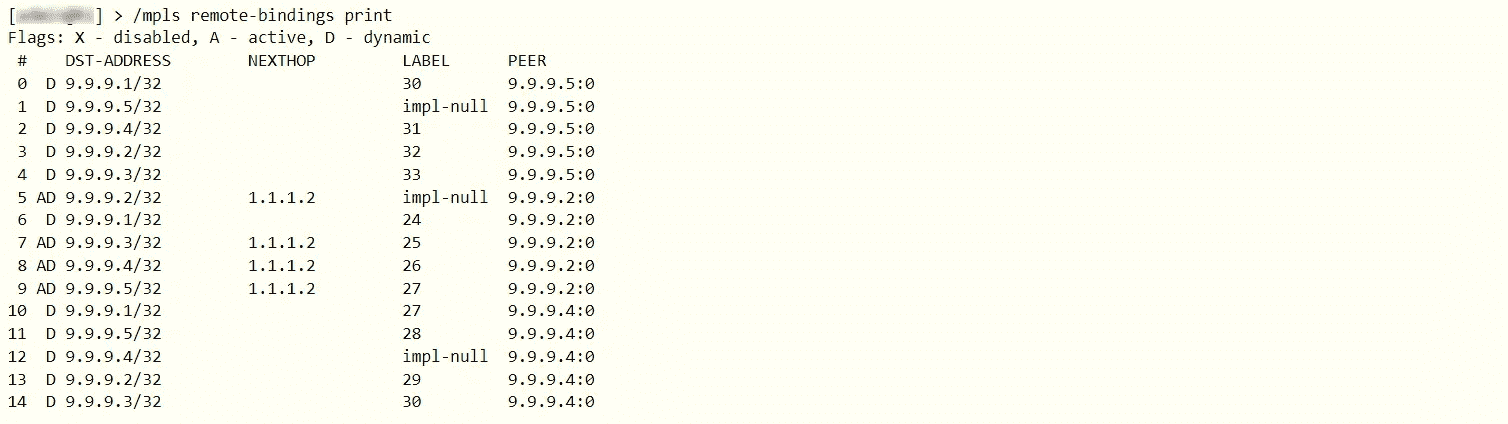 [] > /mpls remote-bindings print
Flags: X - disabled, A - active, D - dynamic
# DST-ADDRESS NEXTHOP LABEL PEER
0 D 9.9.9.1/32 30 9.9.9.5:0
1 D 9.9.9.5/32 impl-null 9.9.9.5:0
2 D 9.9.9.4/32 31 9.9.9.5:0
3 D 9.9.9.2/32 32 9.9.9.5:0
4 D 9.9.9.3/32 33 9.9.9.5:0
5 AD 9.9.9.2/32 1.1.1.2 impl-null 9.9.9.2:0
6 D 9.9.9.1/32 24 9.9.9.2:0
7 AD 9.9.9.3/32 1.1.1.2 25 9.9.9.2:0
8 AD 9.9.9.4/32 1.1.1.2 26 9.9.9.2:0
9 AD 9.9.9.5/32 1.1.1.2 27 9.9.9.2:0
10 D 9.9.9.1/32 27 9.9.9.4:0
11 D 9.9.9.5/32 28 9.9.9.4:0
12 D 9.9.9.4/32 impl-null 9.9.9.4:0
13 D 9.9.9.2/32 29 9.9.9.4:0
14 D 9.9.9.3/32 30 9.9.9.4:0